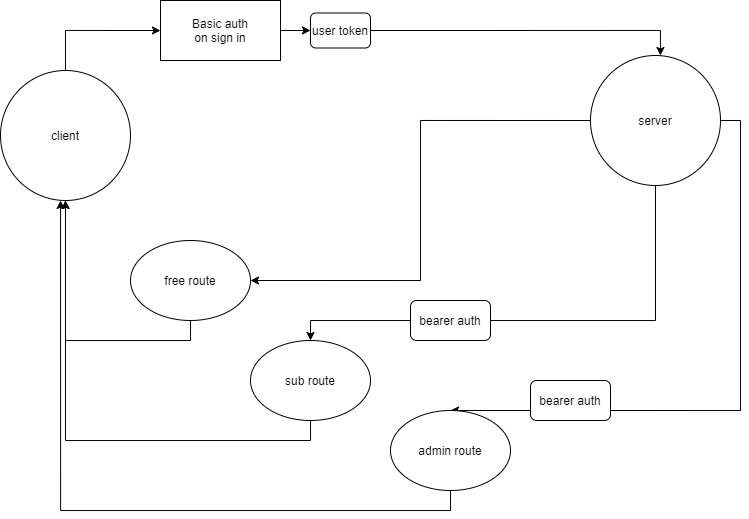 Basic auth
on sign in
user token
client
server
free route
bearer auth
sub route
bearer auth
admin route